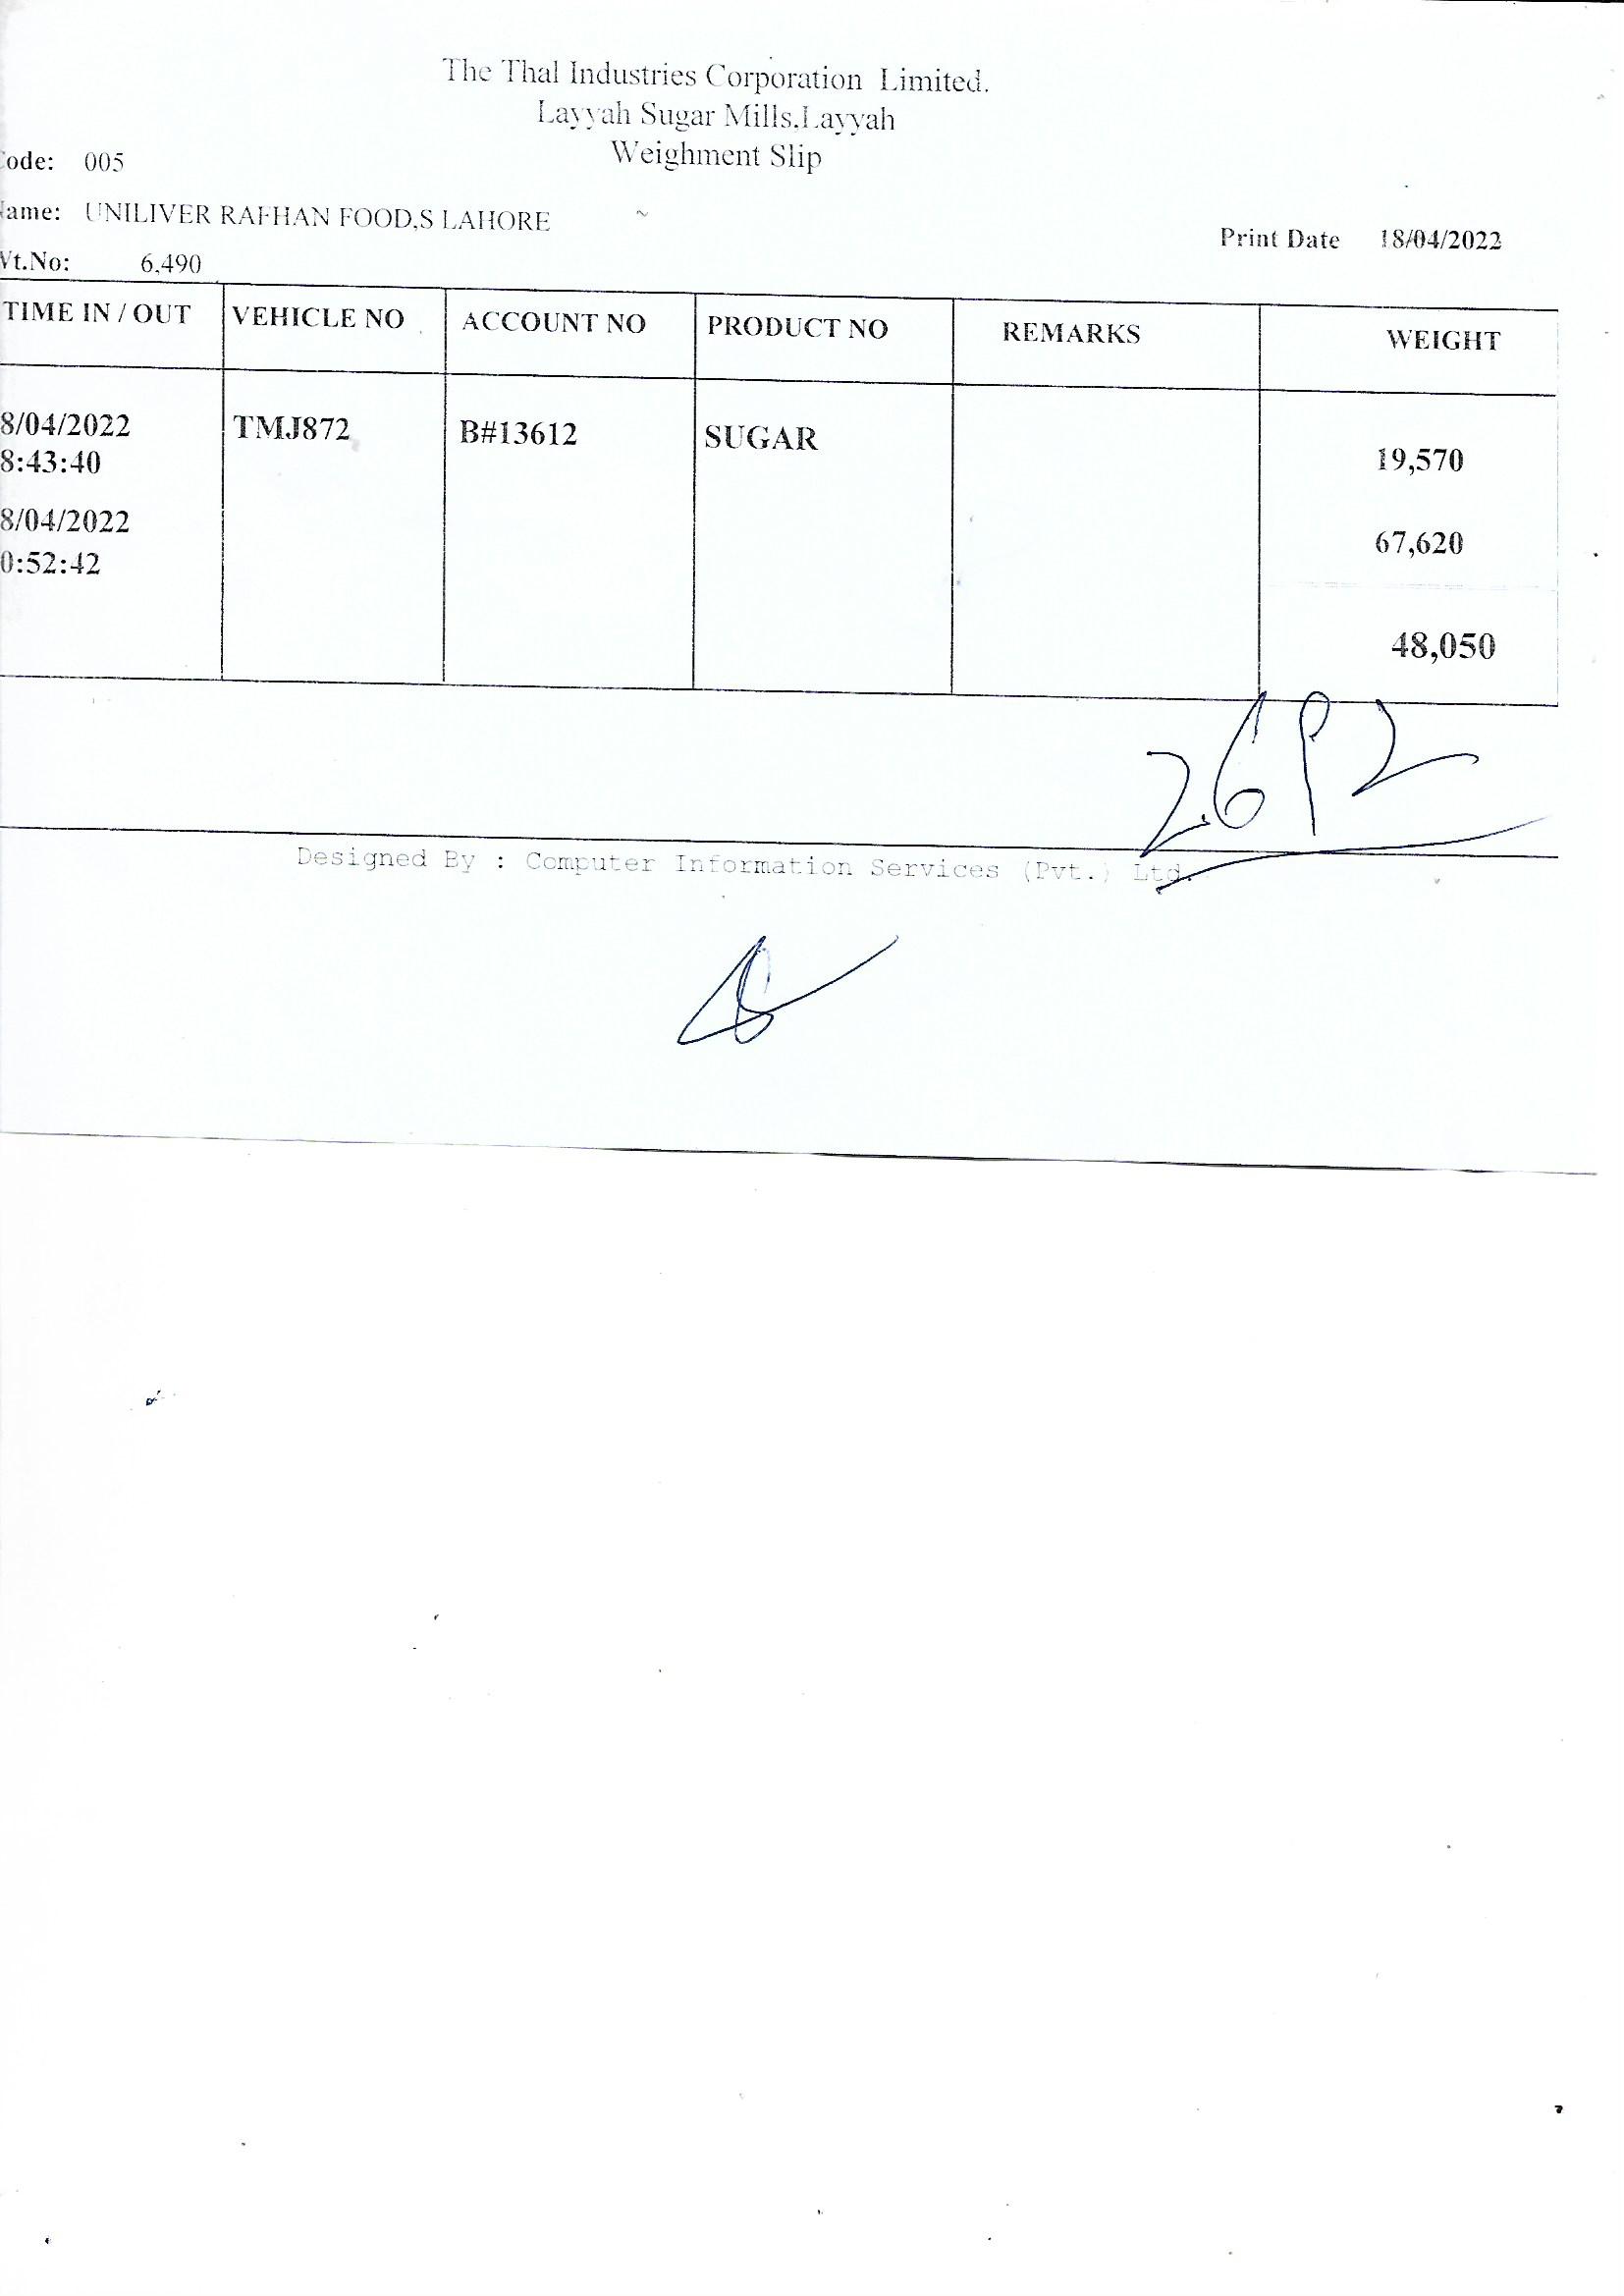 The Thal Industries Corporation Limited.
Layyah Sugar Mills.Layyah
Weighment Slip
ode: 005
ame: UNILIVER RAFHAN FOOD,S LAHORE
Print Date 18/04/2022
Vt.No: 6,490
TIME IN / OUT VEHICLE NO ACCOUNT NO PRODUCT NO REMARKS WEIGHT
8/04/2022 TMJ872 B#13612 SUGAR
8:43:40 19,570
8/04/2022
0:52:42 67,620
48,050
Designed By : Computer Information Services (Pvt.) Ltd.